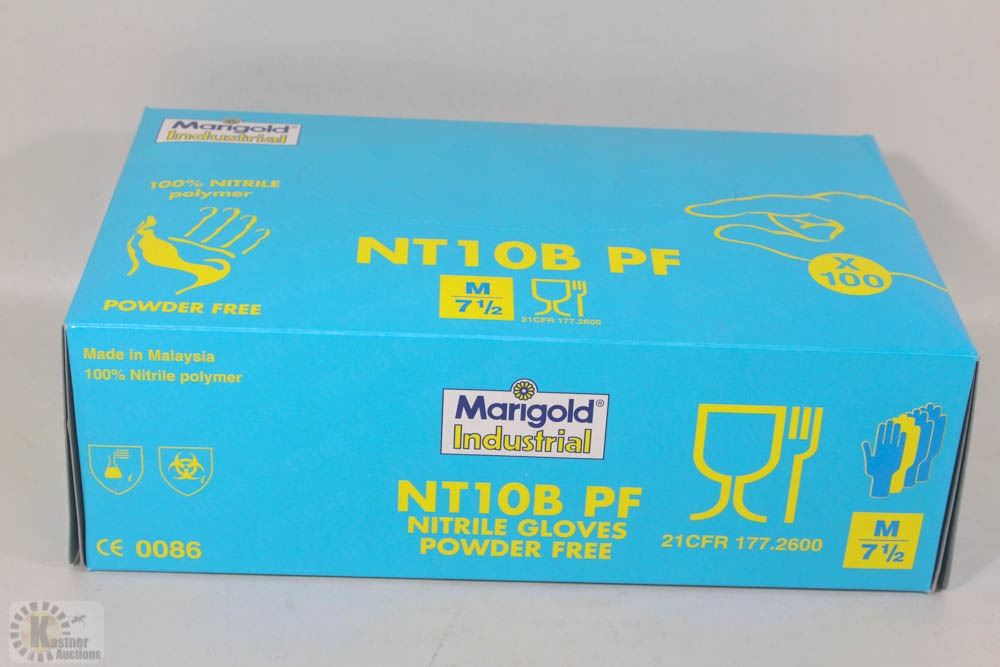 Marigold®
Industrial
100% NITRILE
polymer
POWDER FREE
NT10B PF
M
7 1/2
21CFR 177.2600
X
100
Made in Malaysia
100% Nitrile polymer
CE 0086
Marigold®
Industrial
NT10B PF
NITRILE GLOVES
POWDER FREE
21CFR 177.2600
M
7 1/2
Kastner
Auctions